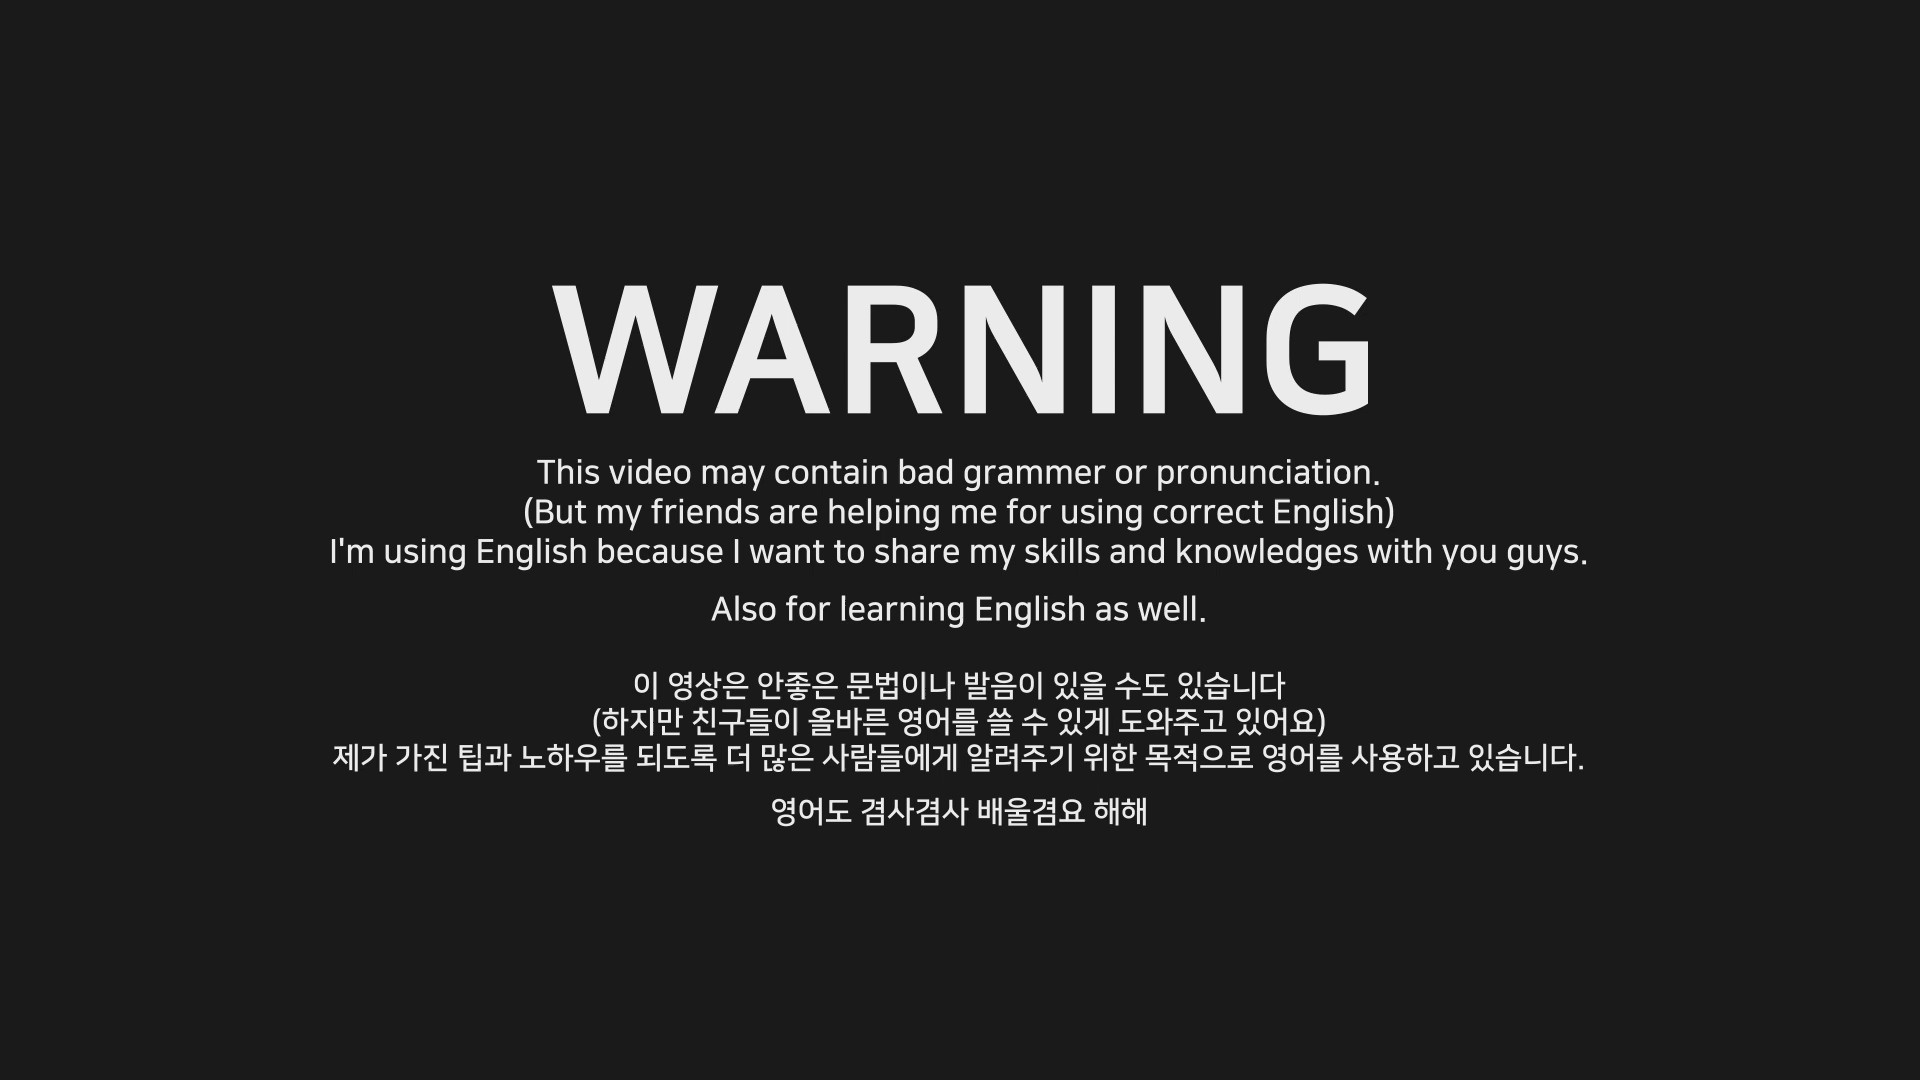 WARNING
This video may contain bad grammer or pronunciation.
(But my friends are helping me for using correct English)
I'm using English because I want to share my skills and knowledges with you guys.
Also for learning English as well.
이 영상은 안좋은 문법이나 발음이 있을 수도 있습니다
(하지만 친구들이 올바른 영어를 쓸 수 있게 도와주고 있어요)
제가 가진 팁과 노하우를 되도록 더 많은 사람들에게 알려주기 위한 목적으로 영어를 사용하고 있습니다.
영어도 겸사겸사 배울겸요 해해